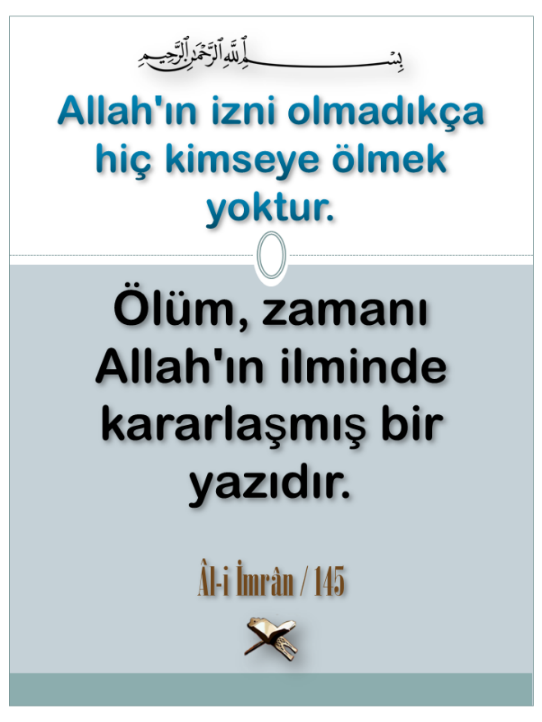 بِسْمِ اللَّهِ الرَّحْمَٰنِ الرَّحِيمِ
Allah'ın izni olmadıkça
hiç kimseye ölmek
yoktur.
Ölüm, zamanı
Allah'ın ilminde
kararlaşmış bir
yazıdır.
Âl-i İmrân / 145